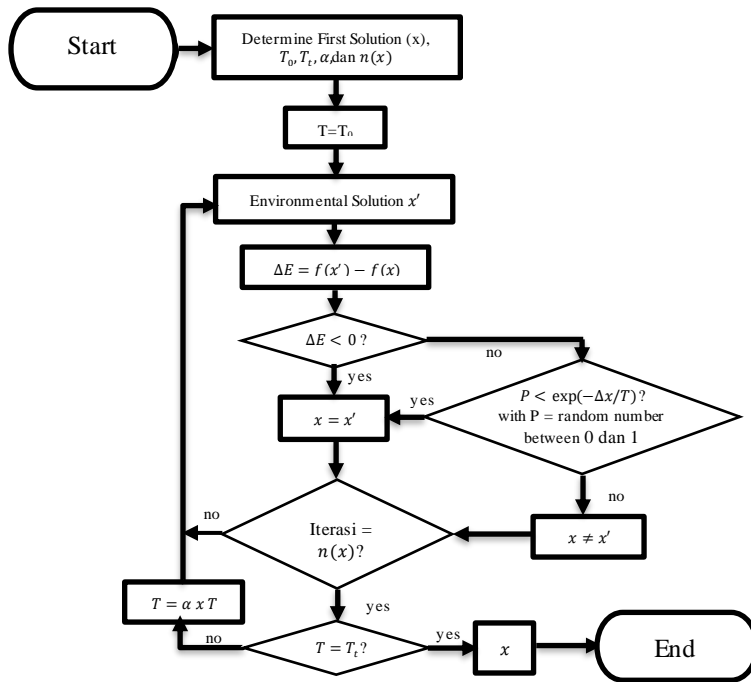 Start
Determine First Solution (x),
T₀, Tₜ, α, dan n(x)
T=T₀
Environmental Solution x′
ΔE = f(x′) − f(x)
ΔE < 0 ?
no
yes
P < exp(−Δx/T)?
with P = random number
between 0 dan 1
yes
x = x′
no
x ≠ x′
Iterasi =
n(x)?
no
yes
T = α x T
T = Tₜ?
no
yes
x
End